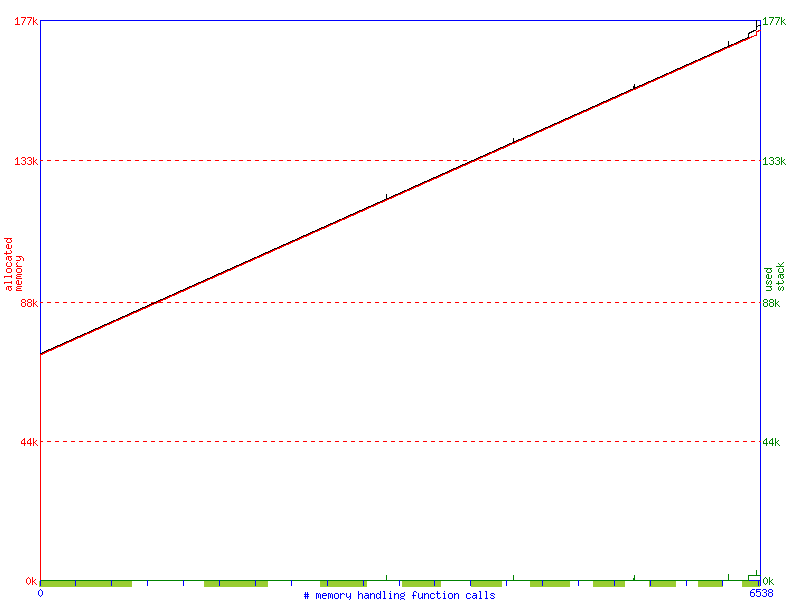 177k
177k
133k
133k
allocated
memory
used
stack
88k
88k
44k
44k
0k
0k
0
# memory handling function calls
6538